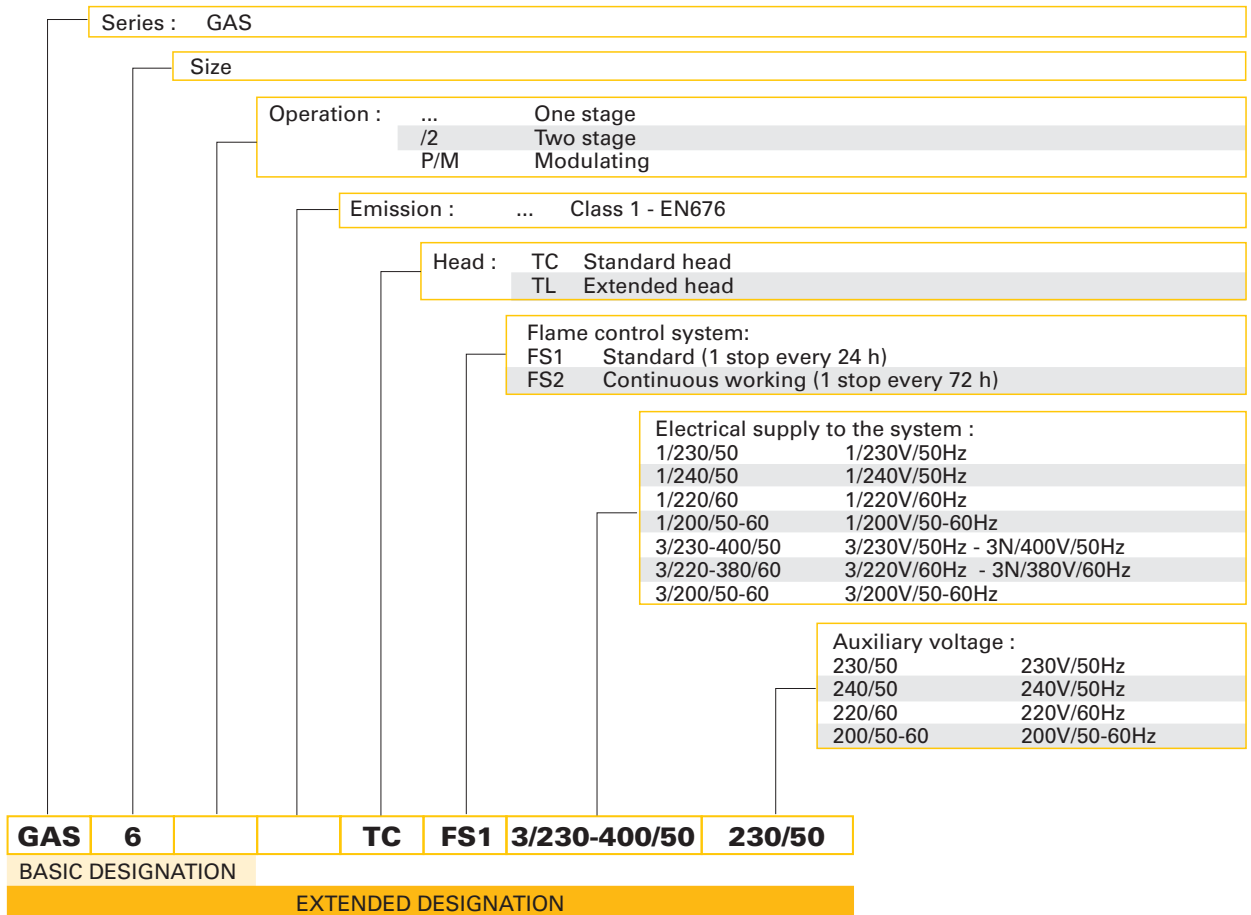 Series : GAS
Size
Operation : ... One stage
/2 Two stage
P/M Modulating
Emission : ... Class 1 - EN676
Head : TC Standard head
TL Extended head
Flame control system:
FS1 Standard (1 stop every 24 h)
FS2 Continuous working (1 stop every 72 h)
Electrical supply to the system :
1/230/50 1/230V/50Hz
1/240/50 1/240V/50Hz
1/220/60 1/220V/60Hz
1/200/50-60 1/200V/50-60Hz
3/230-400/50 3/230V/50Hz - 3N/400V/50Hz
3/220-380/60 3/220V/60Hz - 3N/380V/60Hz
3/200/50-60 3/200V/50-60Hz
Auxiliary voltage :
230/50 230V/50Hz
240/50 240V/50Hz
220/60 220V/60Hz
200/50-60 200V/50-60Hz
GAS 6 TC FS1 3/230-400/50 230/50
BASIC DESIGNATION
EXTENDED DESIGNATION